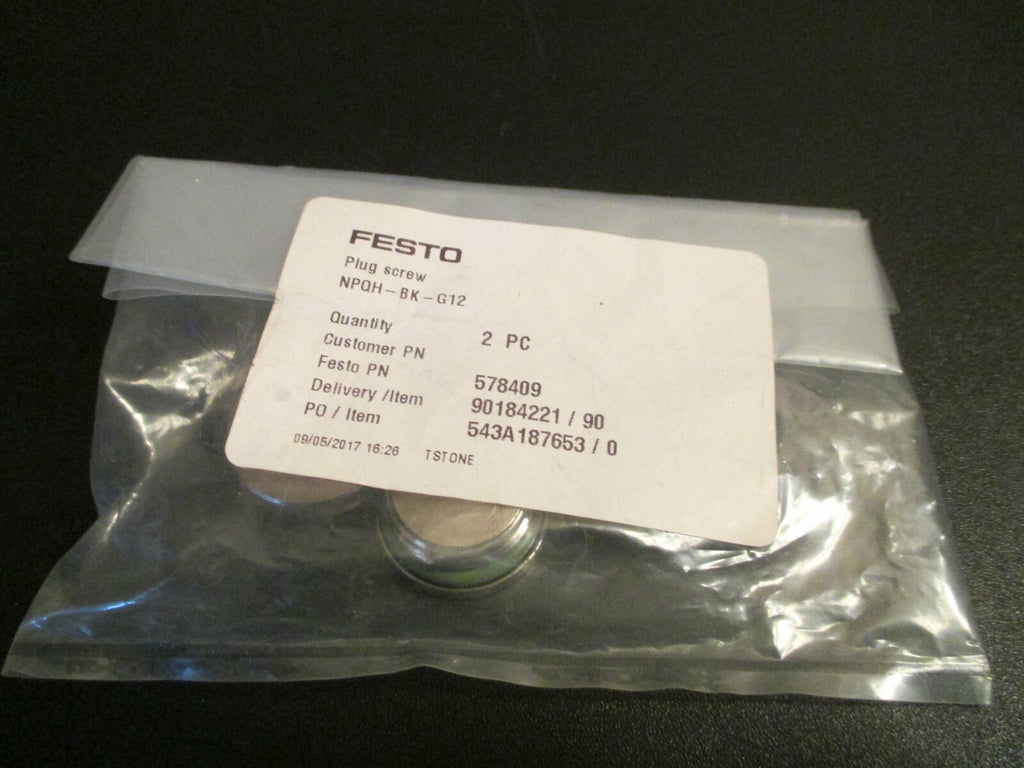 FESTO
Plug screw
NPQH-BK-G12
Quantity 2 PC
Customer PN
Festo PN 578409
Delivery /Item 90184221 / 90
PO / Item 543A187653 / 0
09/05/2017 16:26 TSTONE